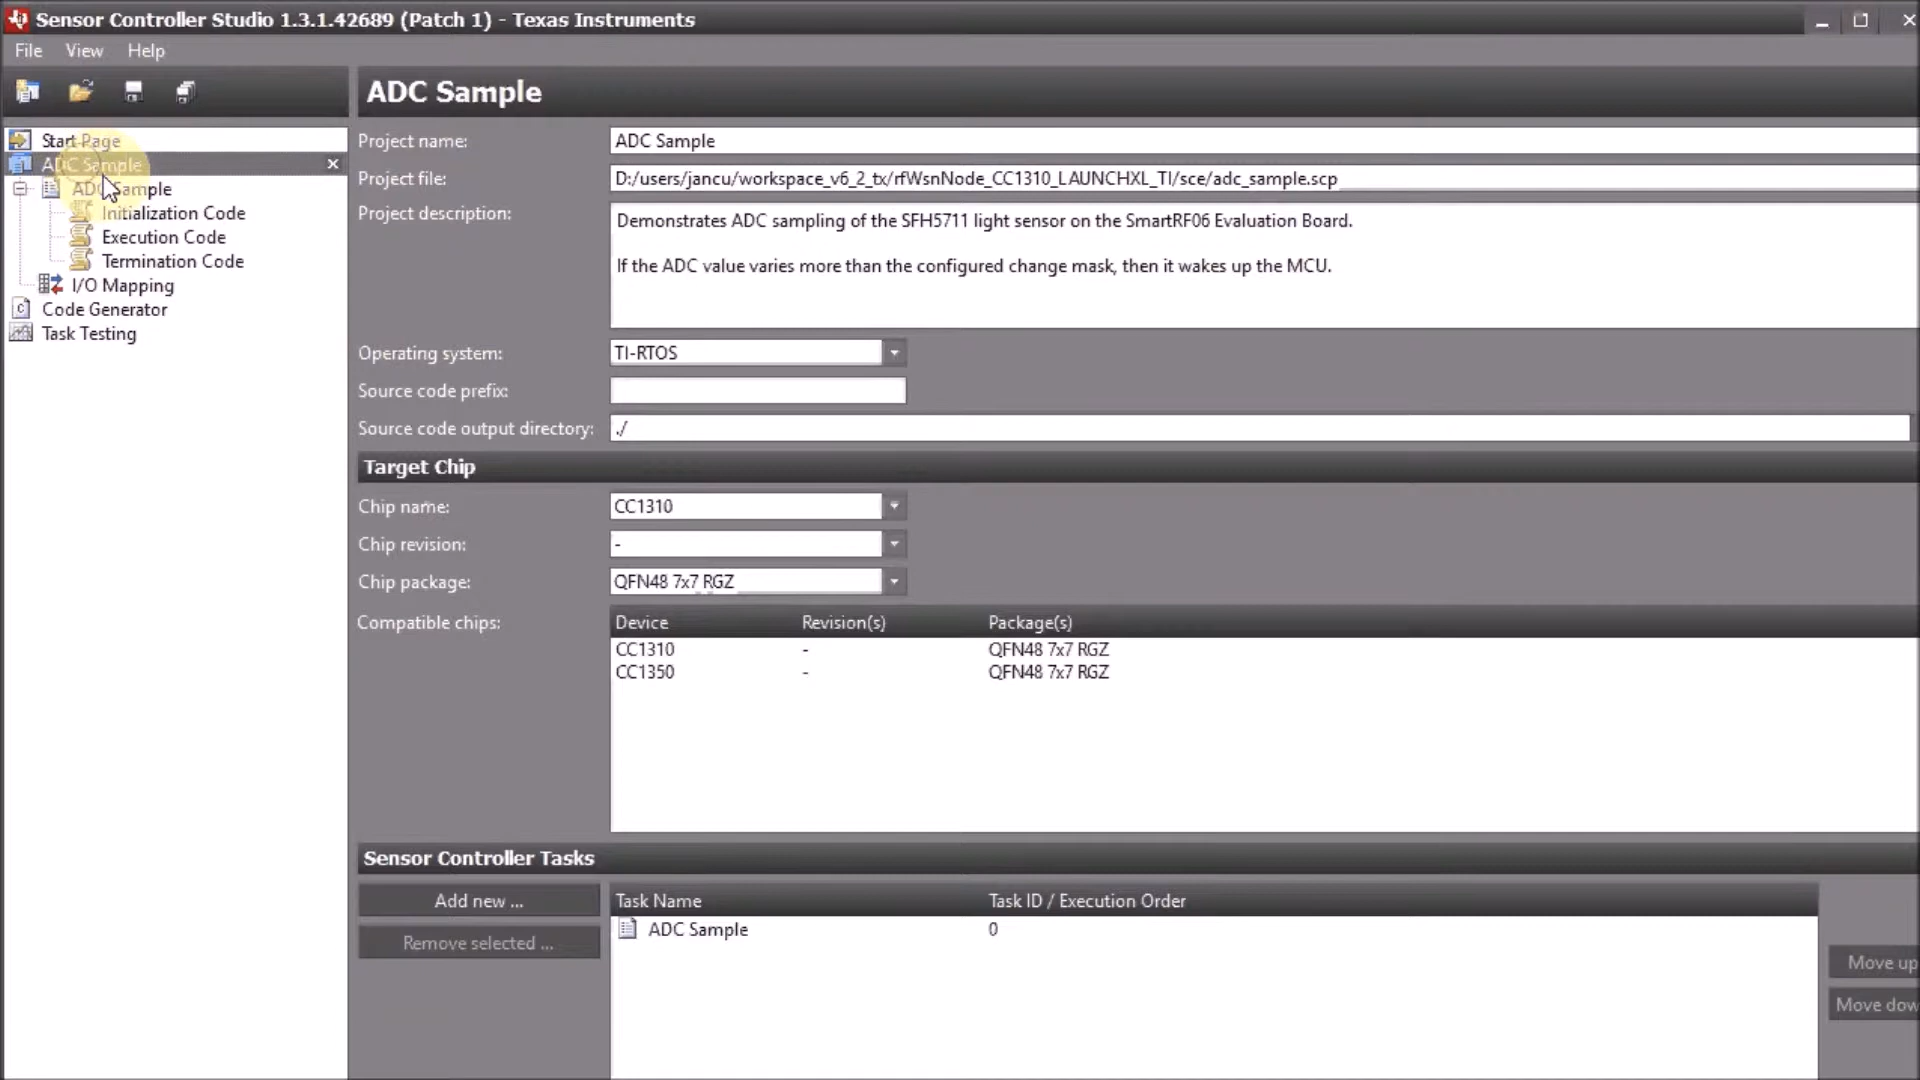 Sensor Controller Studio 1.3.1.42689 (Patch 1) - Texas Instruments
File View Help
ADC Sample
Start Page
ADC Sample
ADC Sample
Initialization Code
Execution Code
Termination Code
I/O Mapping
Code Generator
Task Testing
Project name: ADC Sample
Project file: D:/users/jancu/workspace_v6_2_tx/rfWsnNode_CC1310_LAUNCHXL_TI/sce/adc_sample.scp
Project description: Demonstrates ADC sampling of the SFH5711 light sensor on the SmartRF06 Evaluation Board.
If the ADC value varies more than the configured change mask, then it wakes up the MCU.
Operating system: TI-RTOS
Source code prefix:
Source code output directory: ./
Target Chip
Chip name: CC1310
Chip revision: -
Chip package: QFN48 7x7 RGZ
Compatible chips: Device Revision(s) Package(s)
CC1310 - QFN48 7x7 RGZ
CC1350 - QFN48 7x7 RGZ
Sensor Controller Tasks
Add new ... Task Name Task ID / Execution Order
ADC Sample 0
Remove selected ...
Move up
Move dow